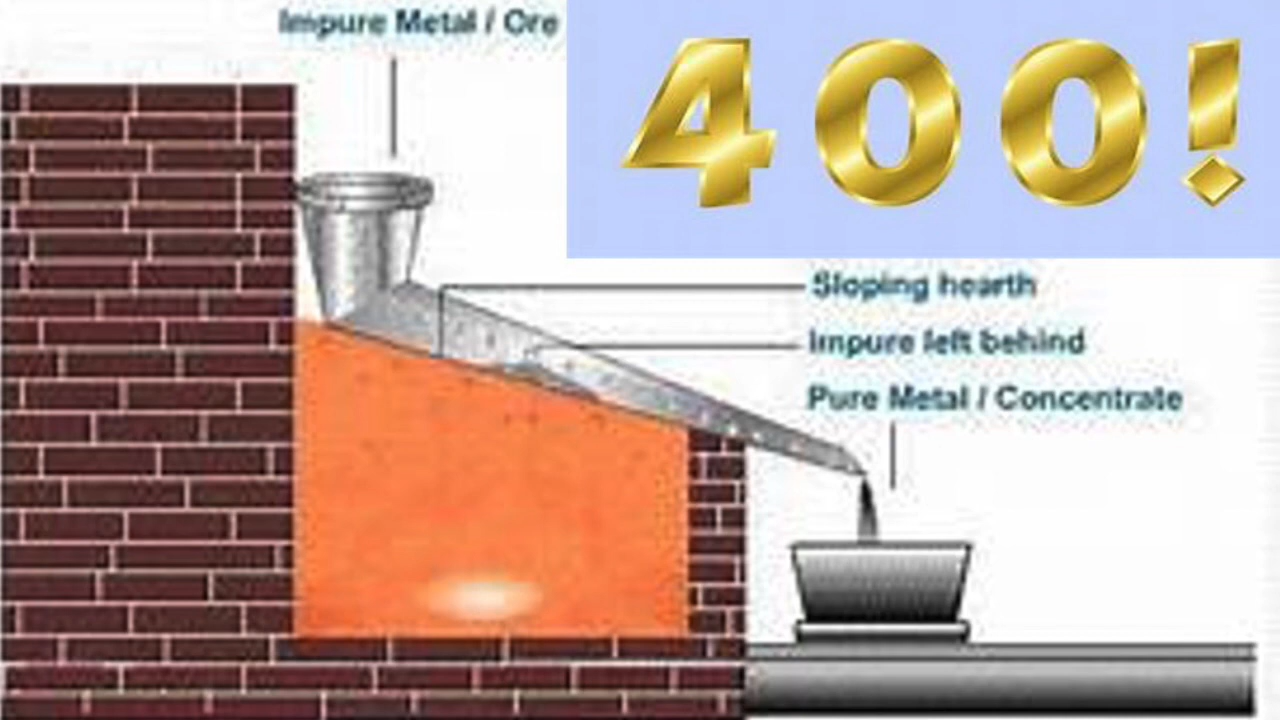 Impure Metal / Ore
400!
Sloping hearth
Impure left behind
Pure Metal / Concentrate